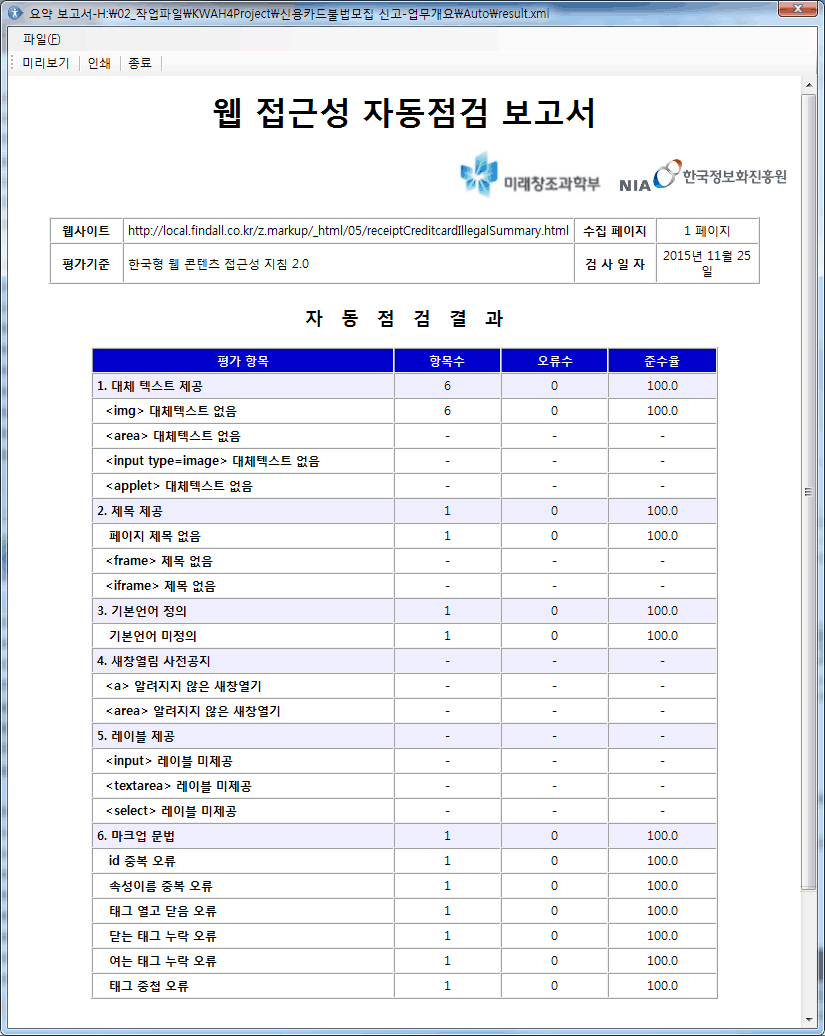 요약 보고서-H:\02_작업파일\KWAH4Project\신용카드불법모집 신고-업무개요\Auto\result.xml
파일(F)
미리보기 인쇄 종료
웹 접근성 자동점검 보고서
미래창조과학부 NIA 한국정보화진흥원
웹사이트 http://local.findall.co.kr/z.markup/_html/05/receiptCreditcardIllegalSummary.html 수집 페이지 1 페이지
평가기준 한국형 웹 콘텐츠 접근성 지침 2.0 검 사 일 자 2015년 11월 25
일
자 동 점 검 결 과
평가 항목 항목수 오류수 준수율
1. 대체 텍스트 제공 6 0 100.0
<img> 대체텍스트 없음 6 0 100.0
<area> 대체텍스트 없음 - - -
<input type=image> 대체텍스트 없음 - - -
<applet> 대체텍스트 없음 - - -
2. 제목 제공 1 0 100.0
페이지 제목 없음 1 0 100.0
<frame> 제목 없음 - - -
<iframe> 제목 없음 - - -
3. 기본언어 정의 1 0 100.0
기본언어 미정의 1 0 100.0
4. 새창열림 사전공지 - - -
<a> 알려지지 않은 새창열기 - - -
<area> 알려지지 않은 새창열기 - - -
5. 레이블 제공 - - -
<input> 레이블 미제공 - - -
<textarea> 레이블 미제공 - - -
<select> 레이블 미제공 - - -
6. 마크업 문법 1 0 100.0
id 중복 오류 1 0 100.0
속성이름 중복 오류 1 0 100.0
태그 열고 닫음 오류 1 0 100.0
닫는 태그 누락 오류 1 0 100.0
여는 태그 누락 오류 1 0 100.0
태그 중첩 오류 1 0 100.0